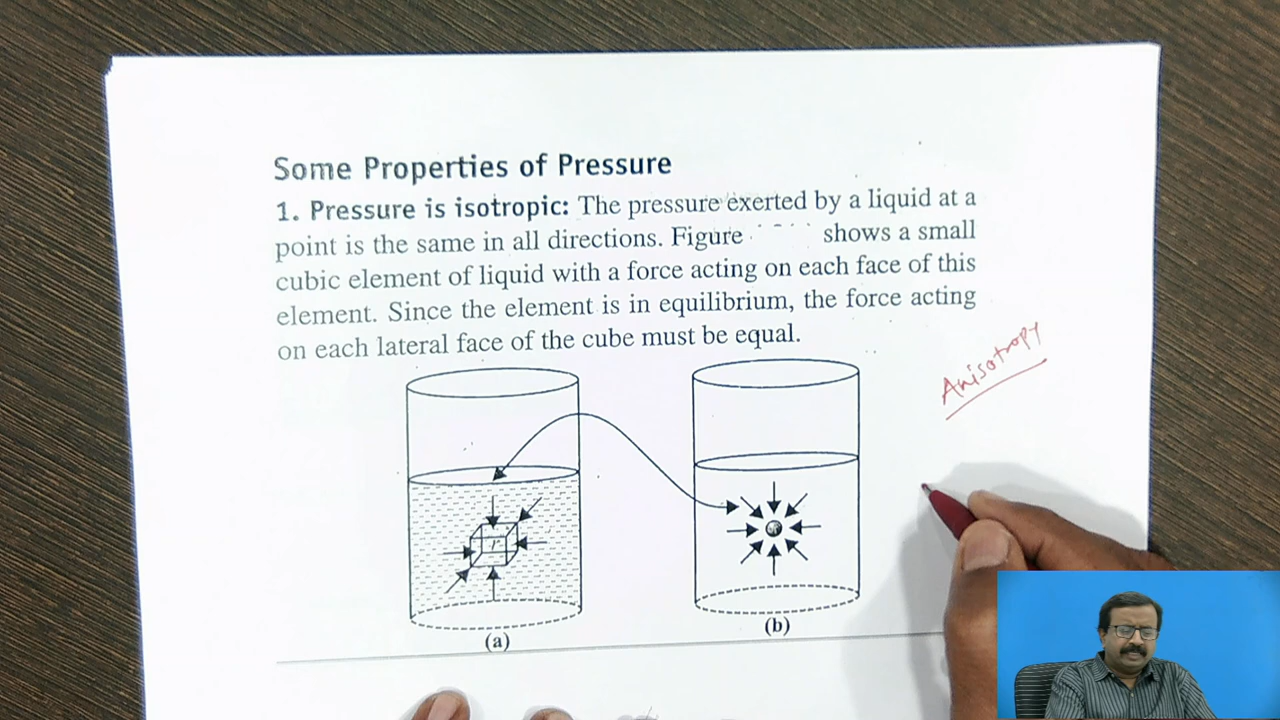 Some Properties of Pressure
1. Pressure is isotropic: The pressure exerted by a liquid at a
point is the same in all directions. Figure shows a small
cubic element of liquid with a force acting on each face of this
element. Since the element is in equilibrium, the force acting
on each lateral face of the cube must be equal.
Anisotropy
(a)
(b)